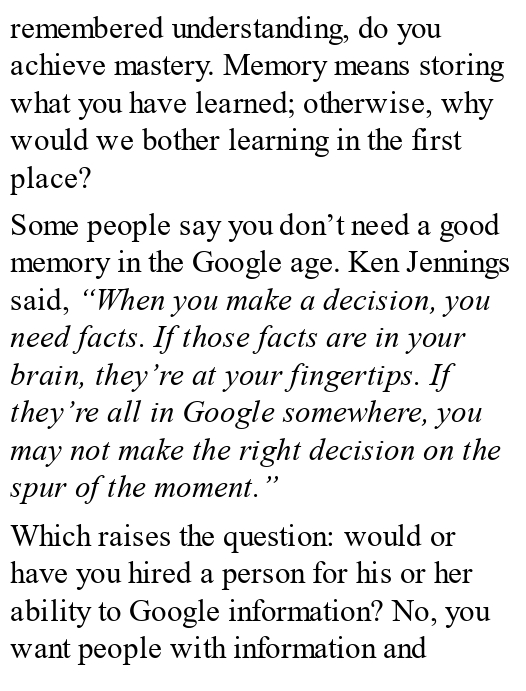 remembered understanding, do you
achieve mastery. Memory means storing
what you have learned; otherwise, why
would we bother learning in the first
place?
Some people say you don’t need a good
memory in the Google age. Ken Jennings
said, “When you make a decision, you
need facts. If those facts are in your
brain, they’re at your fingertips. If
they’re all in Google somewhere, you
may not make the right decision on the
spur of the moment.”
Which raises the question: would or
have you hired a person for his or her
ability to Google information? No, you
want people with information and